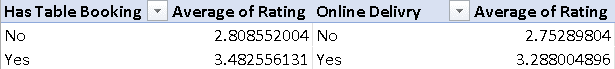 Has Table Booking Average of Rating Online Delivry Average of Rating
No 2.808552004 No 2.75289804
Yes 3.482556131 Yes 3.288004896